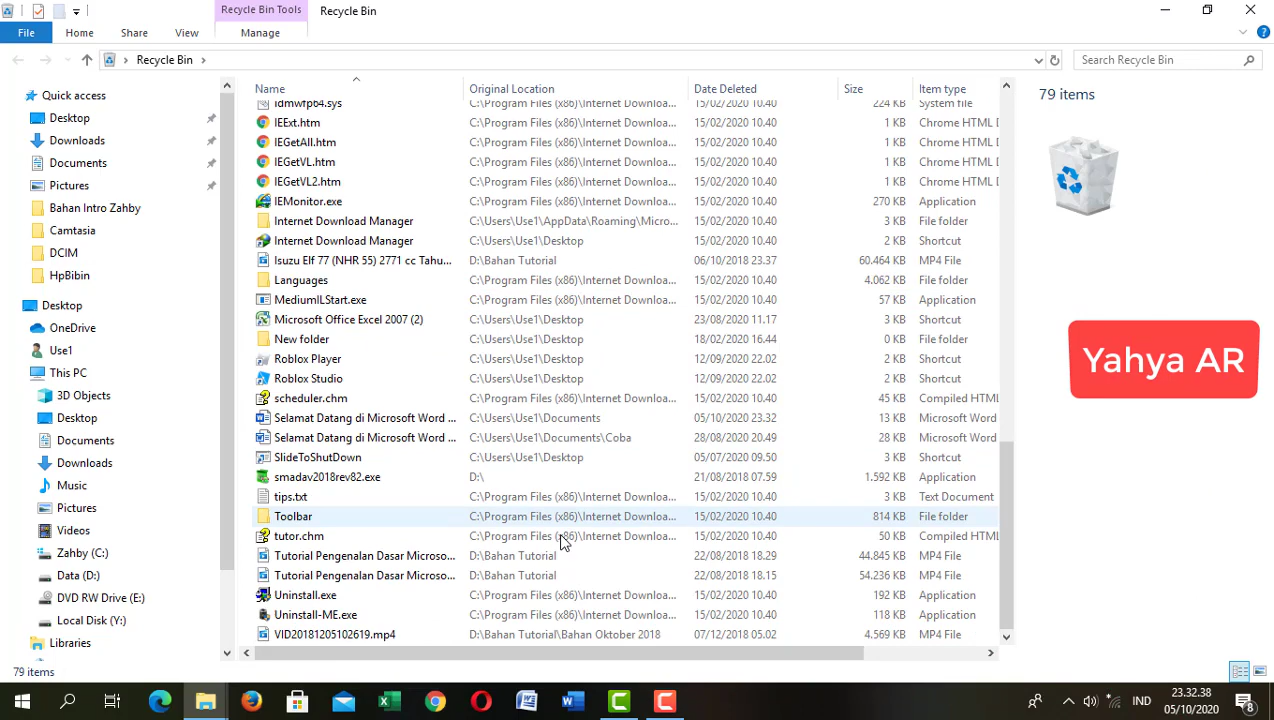 Recycle Bin Tools Recycle Bin
File Home Share View Manage
Recycle Bin Search Recycle Bin
Quick access
Desktop
Downloads
Documents
Pictures
Bahan Intro Zahby
Camtasia
DCIM
HpBibin
Desktop
OneDrive
Use1
This PC
3D Objects
Desktop
Documents
Downloads
Music
Pictures
Videos
Zahby (C:)
Data (D:)
DVD RW Drive (E:)
Local Disk (Y:)
Libraries
Name Original Location Date Deleted Size Item type
idmwfp64.sys C:\Program Files (x86)\Internet Downloa... 15/02/2020 10.40 224 KB System file
IEExt.htm C:\Program Files (x86)\Internet Downloa... 15/02/2020 10.40 1 KB Chrome HTML D
IEGetAll.htm C:\Program Files (x86)\Internet Downloa... 15/02/2020 10.40 1 KB Chrome HTML D
IEGetVL.htm C:\Program Files (x86)\Internet Downloa... 15/02/2020 10.40 1 KB Chrome HTML D
IEGetVL2.htm C:\Program Files (x86)\Internet Downloa... 15/02/2020 10.40 1 KB Chrome HTML D
IEMonitor.exe C:\Program Files (x86)\Internet Downloa... 15/02/2020 10.40 270 KB Application
Internet Download Manager C:\Users\Use1\AppData\Roaming\Micro... 15/02/2020 10.40 3 KB File folder
Internet Download Manager C:\Users\Use1\Desktop 15/02/2020 10.40 2 KB Shortcut
Isuzu Elf 77 (NHR 55) 2771 cc Tahu... D:\Bahan Tutorial 06/10/2018 23.37 60.464 KB MP4 File
Languages C:\Program Files (x86)\Internet Downloa... 15/02/2020 10.40 4.062 KB File folder
MediumILStart.exe C:\Program Files (x86)\Internet Downloa... 15/02/2020 10.40 57 KB Application
Microsoft Office Excel 2007 (2) C:\Users\Use1\Desktop 23/08/2020 11.17 3 KB Shortcut
New folder C:\Users\Use1\Desktop 18/02/2020 16.44 0 KB File folder
Roblox Player C:\Users\Use1\Desktop 12/09/2020 22.02 2 KB Shortcut
Roblox Studio C:\Users\Use1\Desktop 12/09/2020 22.02 2 KB Shortcut
scheduler.chm C:\Program Files (x86)\Internet Downloa... 15/02/2020 10.40 45 KB Compiled HTML
Selamat Datang di Microsoft Word ... C:\Users\Use1\Documents 05/10/2020 23.32 13 KB Microsoft Word
Selamat Datang di Microsoft Word ... C:\Users\Use1\Documents\Coba 28/08/2020 20.49 28 KB Microsoft Word
SlideToShutDown C:\Users\Use1\Desktop 05/07/2020 09.50 2 KB Shortcut
smadav2018rev82.exe D:\ 21/08/2018 07.59 1.592 KB Application
tips.txt C:\Program Files (x86)\Internet Downloa... 15/02/2020 10.40 3 KB Text Document
Toolbar C:\Program Files (x86)\Internet Downloa... 15/02/2020 10.40 814 KB File folder
tutor.chm C:\Program Files (x86)\Internet Downloa... 15/02/2020 10.40 50 KB Compiled HTML
Tutorial Pengenalan Dasar Microso... D:\Bahan Tutorial 22/08/2018 18.29 44.845 KB MP4 File
Tutorial Pengenalan Dasar Microso... D:\Bahan Tutorial 22/08/2018 18.15 54.236 KB MP4 File
Uninstall.exe C:\Program Files (x86)\Internet Downloa... 15/02/2020 10.40 192 KB Application
Uninstall-ME.exe C:\Program Files (x86)\Internet Downloa... 15/02/2020 10.40 118 KB Application
VID20181205102619.mp4 D:\Bahan Tutorial\Bahan Oktober 2018 07/12/2018 05.02 4.569 KB MP4 File
79 items
Yahya AR
79 items
IND 23.32.38
05/10/2020
8